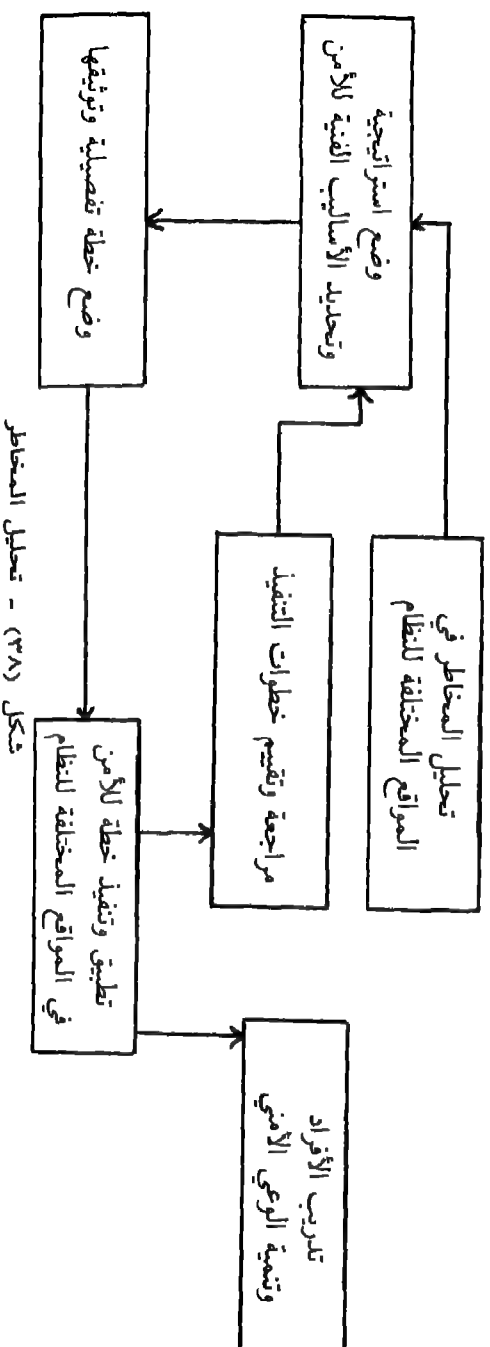 تحليل المخاطر في
المواقع المختلفة للنظام
وضع استراتيجية
وتحديد الأساليب الفنية للأمن
مراجعة وتقييم خطوات التنفيذ
وضع خطة تفصيلية وتوثيقها
تطبيق وتنفيذ خطة للأمن
في المواقع المختلفة للنظام
تدريب الأفراد
وتنمية الوعي الأمني
شكل (٣٨) - تحليل المخاطر